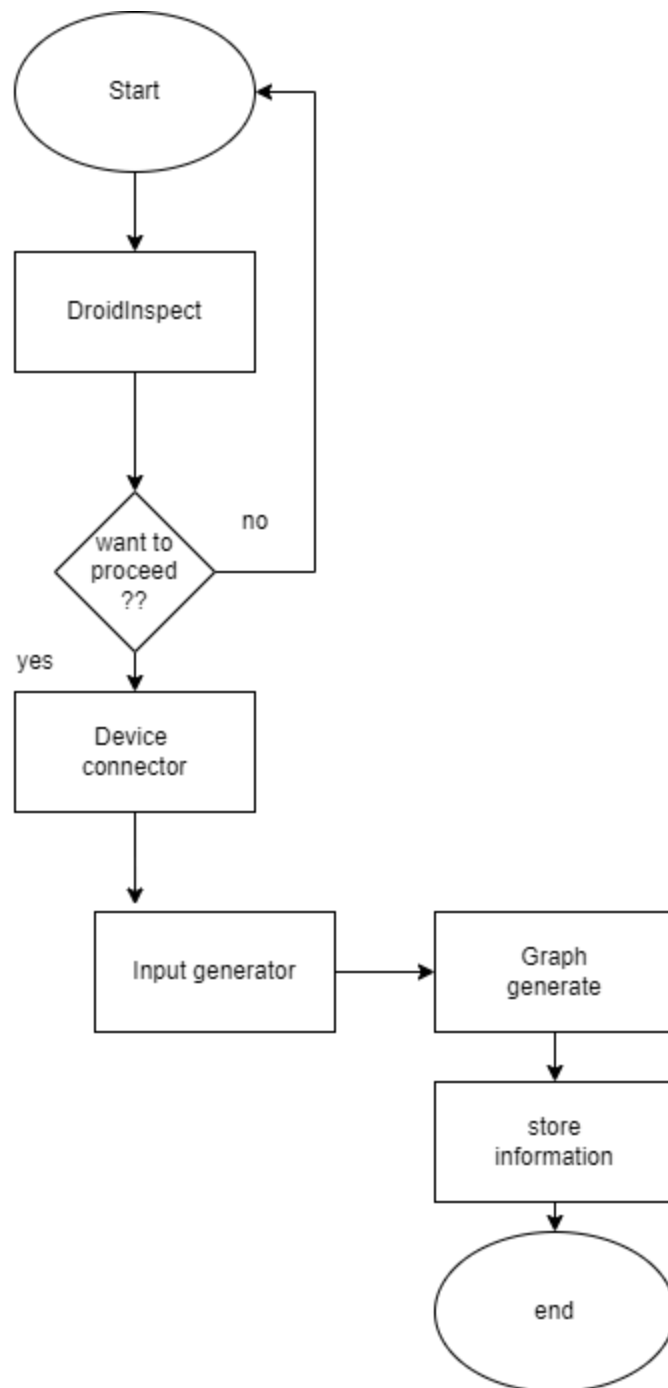 Start
DroidInspect
want to
proceed
??
no
yes
Device
connector
Input generator
Graph
generate
store
information
end